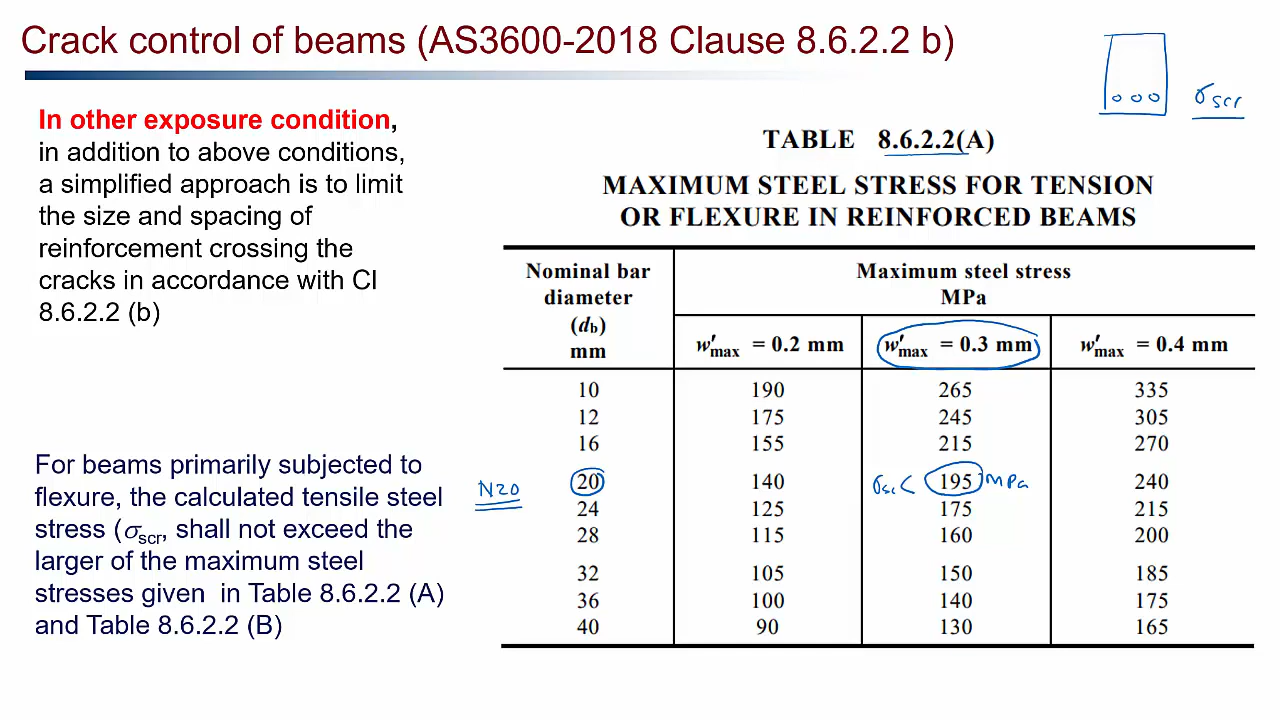 Crack control of beams (AS3600-2018 Clause 8.6.2.2 b)
σscr
In other exposure condition,
in addition to above conditions,
a simplified approach is to limit
the size and spacing of
reinforcement crossing the
cracks in accordance with Cl
8.6.2.2 (b)
For beams primarily subjected to
flexure, the calculated tensile steel
stress (σscr, shall not exceed the
larger of the maximum steel
stresses given in Table 8.6.2.2 (A)
and Table 8.6.2.2 (B)
TABLE 8.6.2.2(A)
MAXIMUM STEEL STRESS FOR TENSION
OR FLEXURE IN REINFORCED BEAMS
Nominal bar
diameter
(db)
mm
Maximum steel stress
MPa
w′max = 0.2 mm w′max = 0.3 mm w′max = 0.4 mm
10 190 265 335
12 175 245 305
16 155 215 270
N20 20 140 σsc < 195 MPa 240
24 125 175 215
28 115 160 200
32 105 150 185
36 100 140 175
40 90 130 165